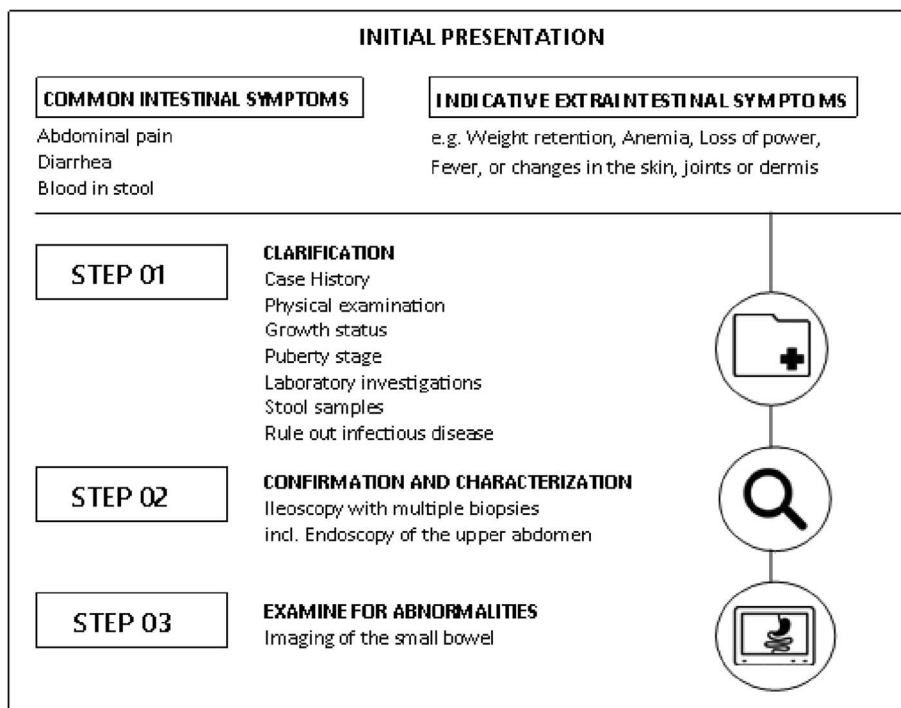 INITIAL PRESENTATION
COMMON INTESTINAL SYMPTOMS
Abdominal pain
Diarrhea
Blood in stool
INDICATIVE EXTRAINTESTINAL SYMPTOMS
e.g. Weight retention, Anemia, Loss of power,
Fever, or changes in the skin, joints or dermis
STEP 01
CLARIFICATION
Case History
Physical examination
Growth status
Puberty stage
Laboratory investigations
Stool samples
Rule out infectious disease
STEP 02
CONFIRMATION AND CHARACTERIZATION
Ileoscopy with multiple biopsies
incl. Endoscopy of the upper abdomen
STEP 03
EXAMINE FOR ABNORMALITIES
Imaging of the small bowel